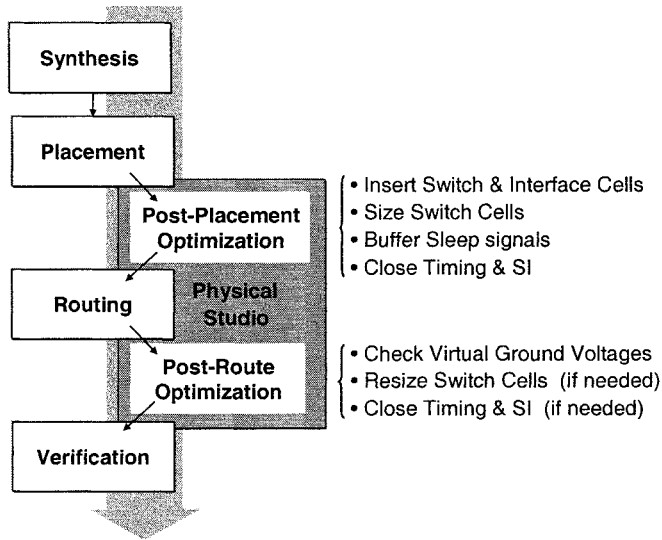 Synthesis
Placement
Post-Placement
Optimization
• Insert Switch & Interface Cells
• Size Switch Cells
• Buffer Sleep signals
• Close Timing & SI
Routing
Physical
Studio
Post-Route
Optimization
• Check Virtual Ground Voltages
• Resize Switch Cells (if needed)
• Close Timing & SI (if needed)
Verification